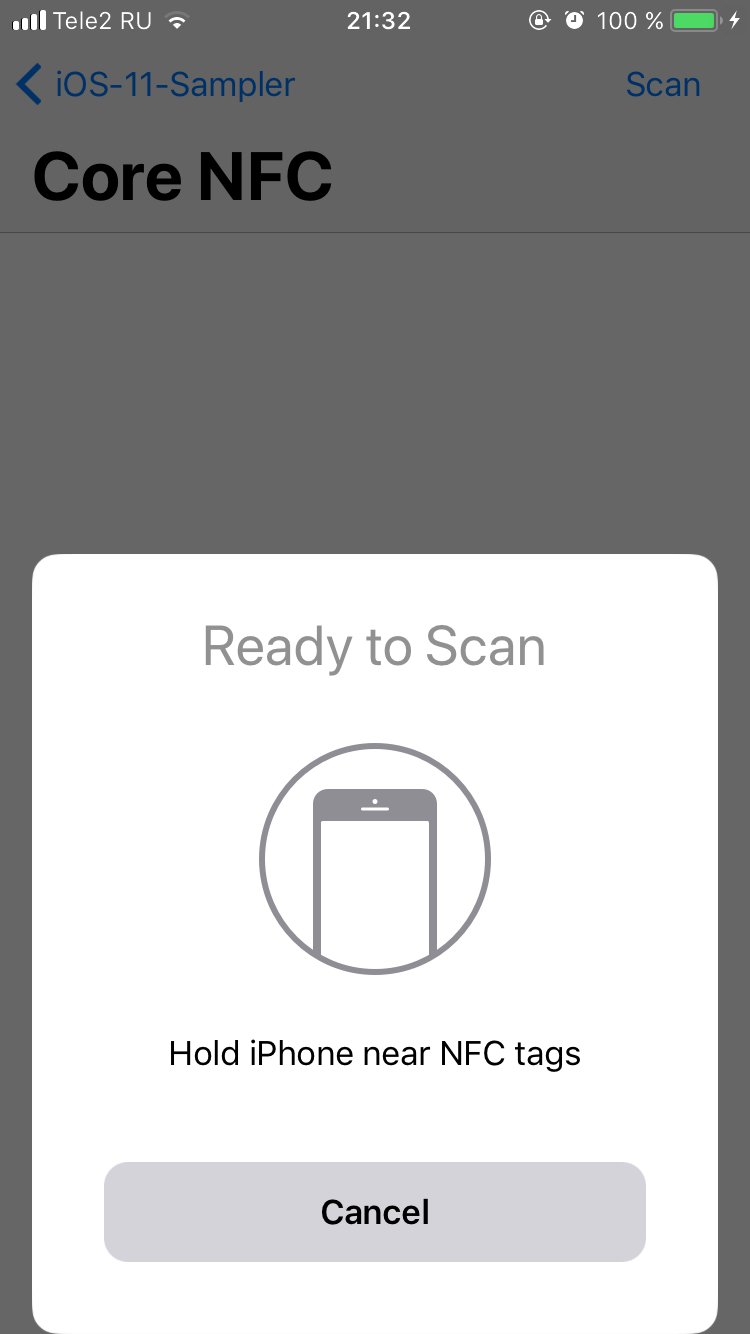 Tele2 RU 21:32 100 %
iOS-11-Sampler Scan
Core NFC
Ready to Scan
Hold iPhone near NFC tags
Cancel